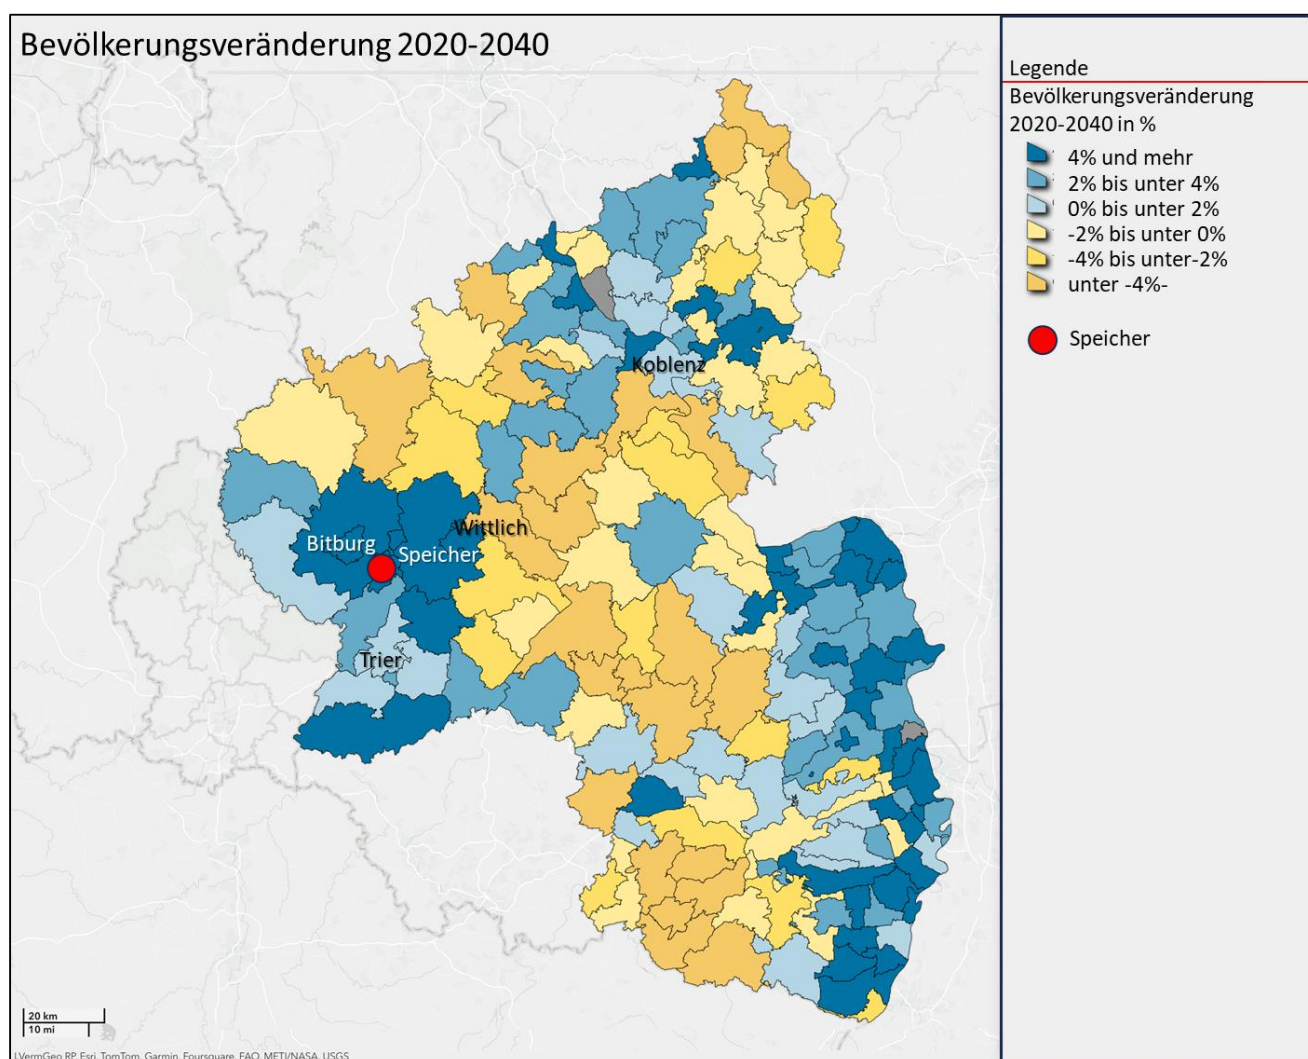 Bevölkerungsveränderung 2020-2040
Legende
Bevölkerungsveränderung
2020-2040 in %
4% und mehr
2% bis unter 4%
0% bis unter 2%
-2% bis unter 0%
-4% bis unter-2%
unter -4%-
Speicher
Koblenz
Wittlich
Bitburg
Speicher
Trier
20 km
10 mi
LVermGeo RP, Esri, TomTom, Garmin, Foursquare, FAO, METI/NASA, USGS